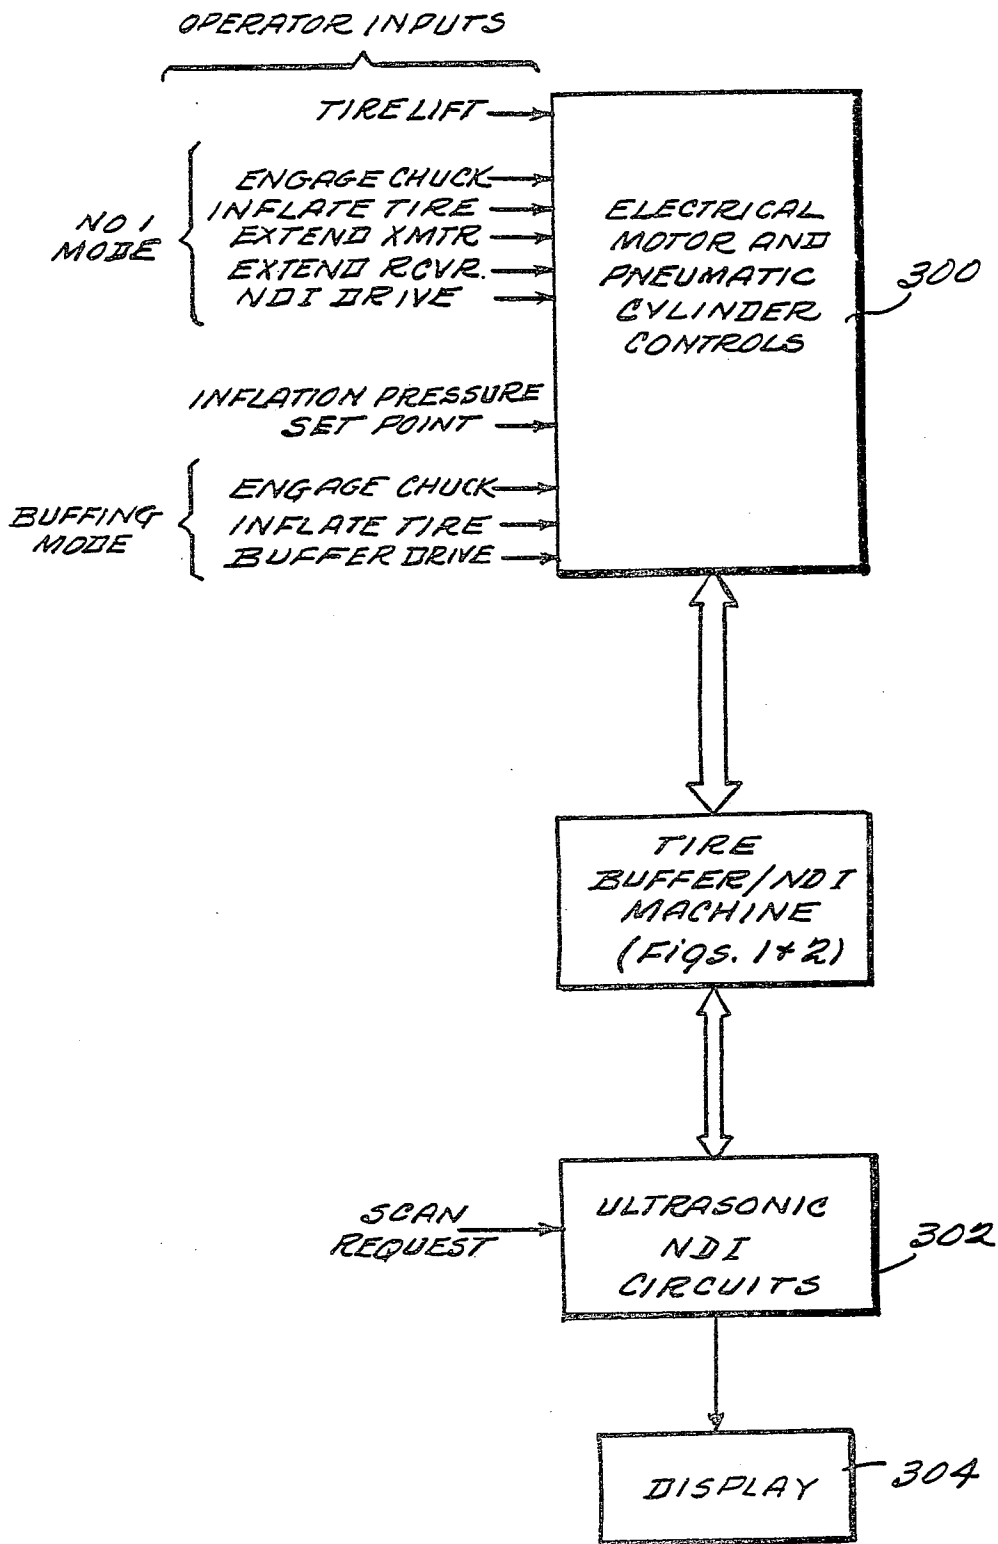 OPERATOR INPUTS
TIRE LIFT
NO 1
MODE
ENGAGE CHUCK
INFLATE TIRE
EXTEND XMTR
EXTEND RCVR.
NDI DRIVE
INFLATION PRESSURE
SET POINT
BUFFING
MODE
ENGAGE CHUCK
INFLATE TIRE
BUFFER DRIVE
ELECTRICAL
MOTOR AND
PNEUMATIC
CYLINDER
CONTROLS
300
TIRE
BUFFER/NDI
MACHINE
(Figs. 1+2)
SCAN
REQUEST
ULTRASONIC
NDI
CIRCUITS
302
DISPLAY
304